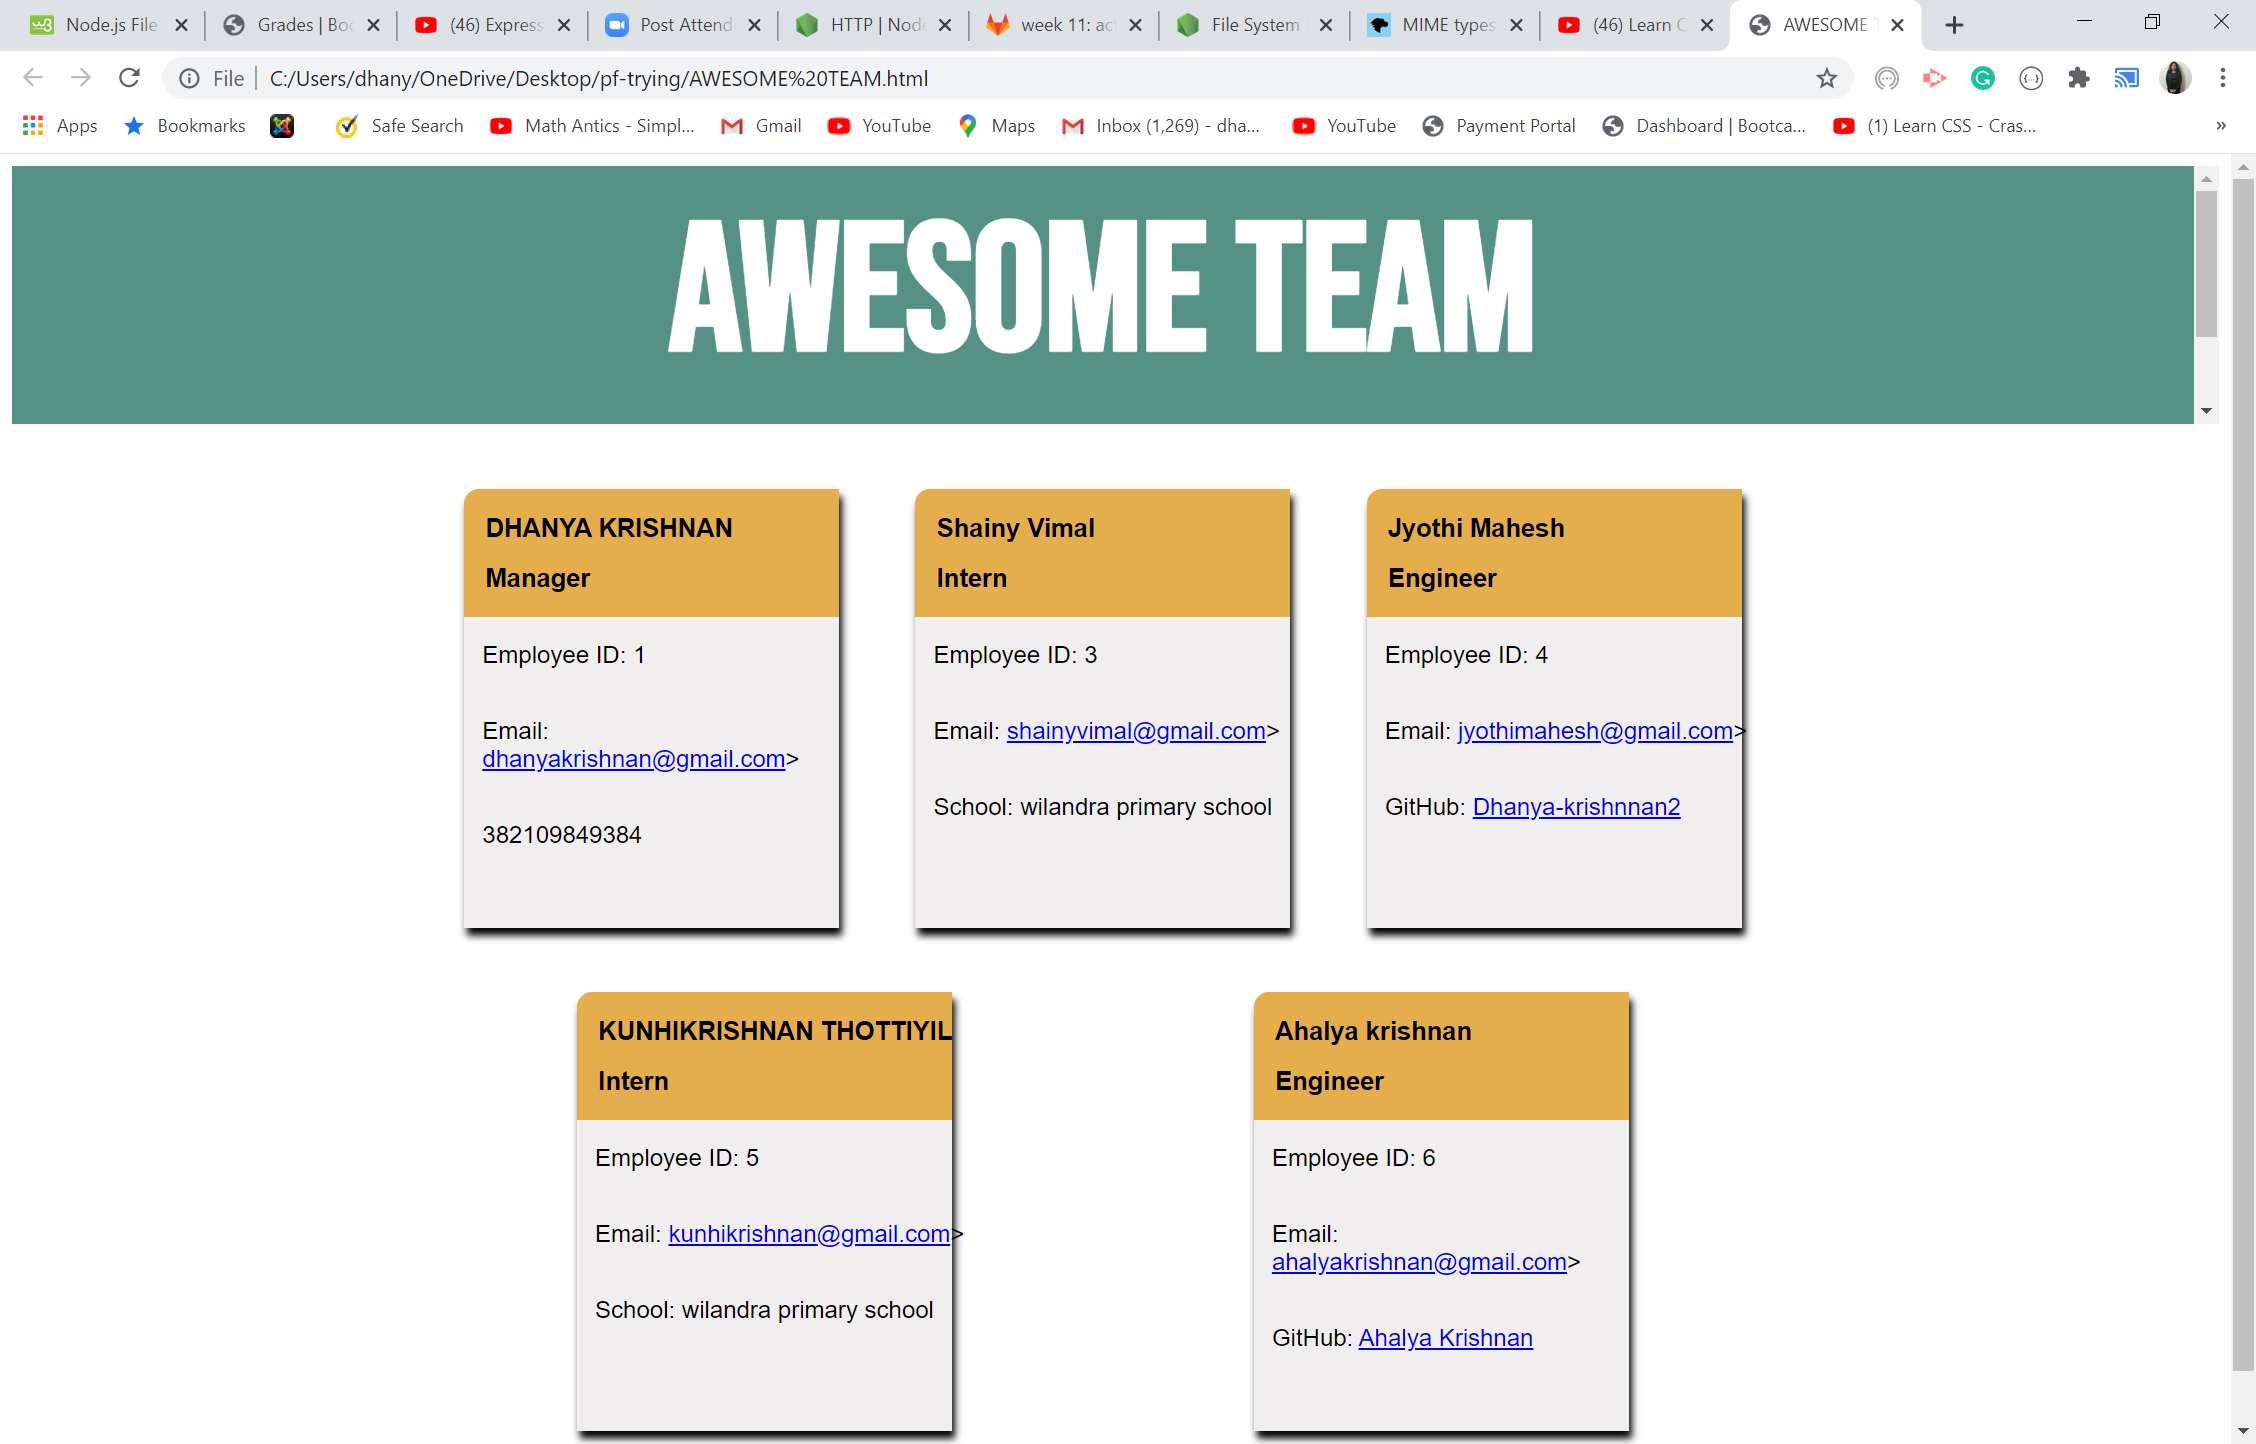 Node.js File
Grades | Boo
(46) Express
Post Attend
HTTP | Node
week 11: act
File System
MIME types
(46) Learn C
AWESOME T
File
C:/Users/dhany/OneDrive/Desktop/pf-trying/AWESOME%20TEAM.html
Apps
Bookmarks
Safe Search
Math Antics - Simpl...
Gmail
YouTube
Maps
Inbox (1,269) - dha...
YouTube
Payment Portal
Dashboard | Bootca...
(1) Learn CSS - Cras...
»
AWESOME TEAM
DHANYA KRISHNAN
Manager
Employee ID: 1
Email:
dhanyakrishnan@gmail.com>
382109849384
Shainy Vimal
Intern
Employee ID: 3
Email: shainyvimal@gmail.com>
School: wilandra primary school
Jyothi Mahesh
Engineer
Employee ID: 4
Email: jyothimahesh@gmail.com>
GitHub: Dhanya-krishnnan2
KUNHIKRISHNAN THOTTIYIL
Intern
Employee ID: 5
Email: kunhikrishnan@gmail.com>
School: wilandra primary school
Ahalya krishnan
Engineer
Employee ID: 6
Email:
ahalyakrishnan@gmail.com>
GitHub: Ahalya Krishnan